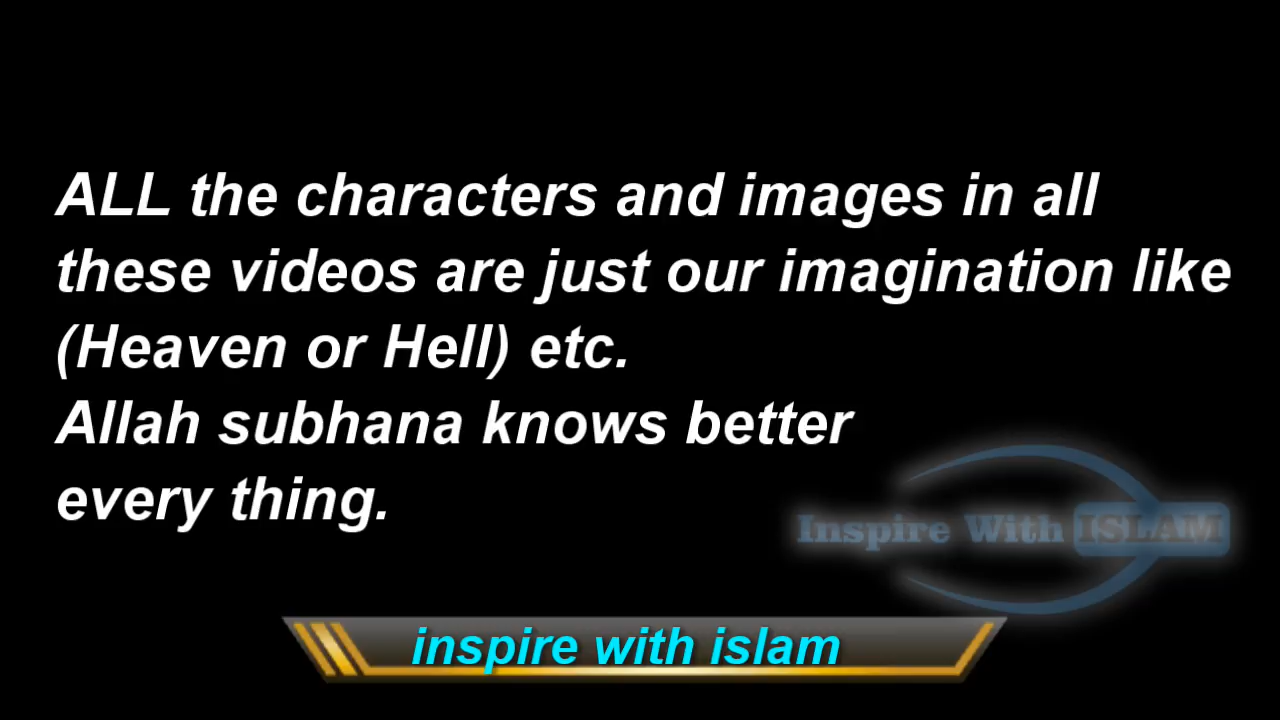 ALL the characters and images in all
these videos are just our imagination like
(Heaven or Hell) etc.
Allah subhana knows better
every thing.
Inspire With ISLAM
inspire with islam